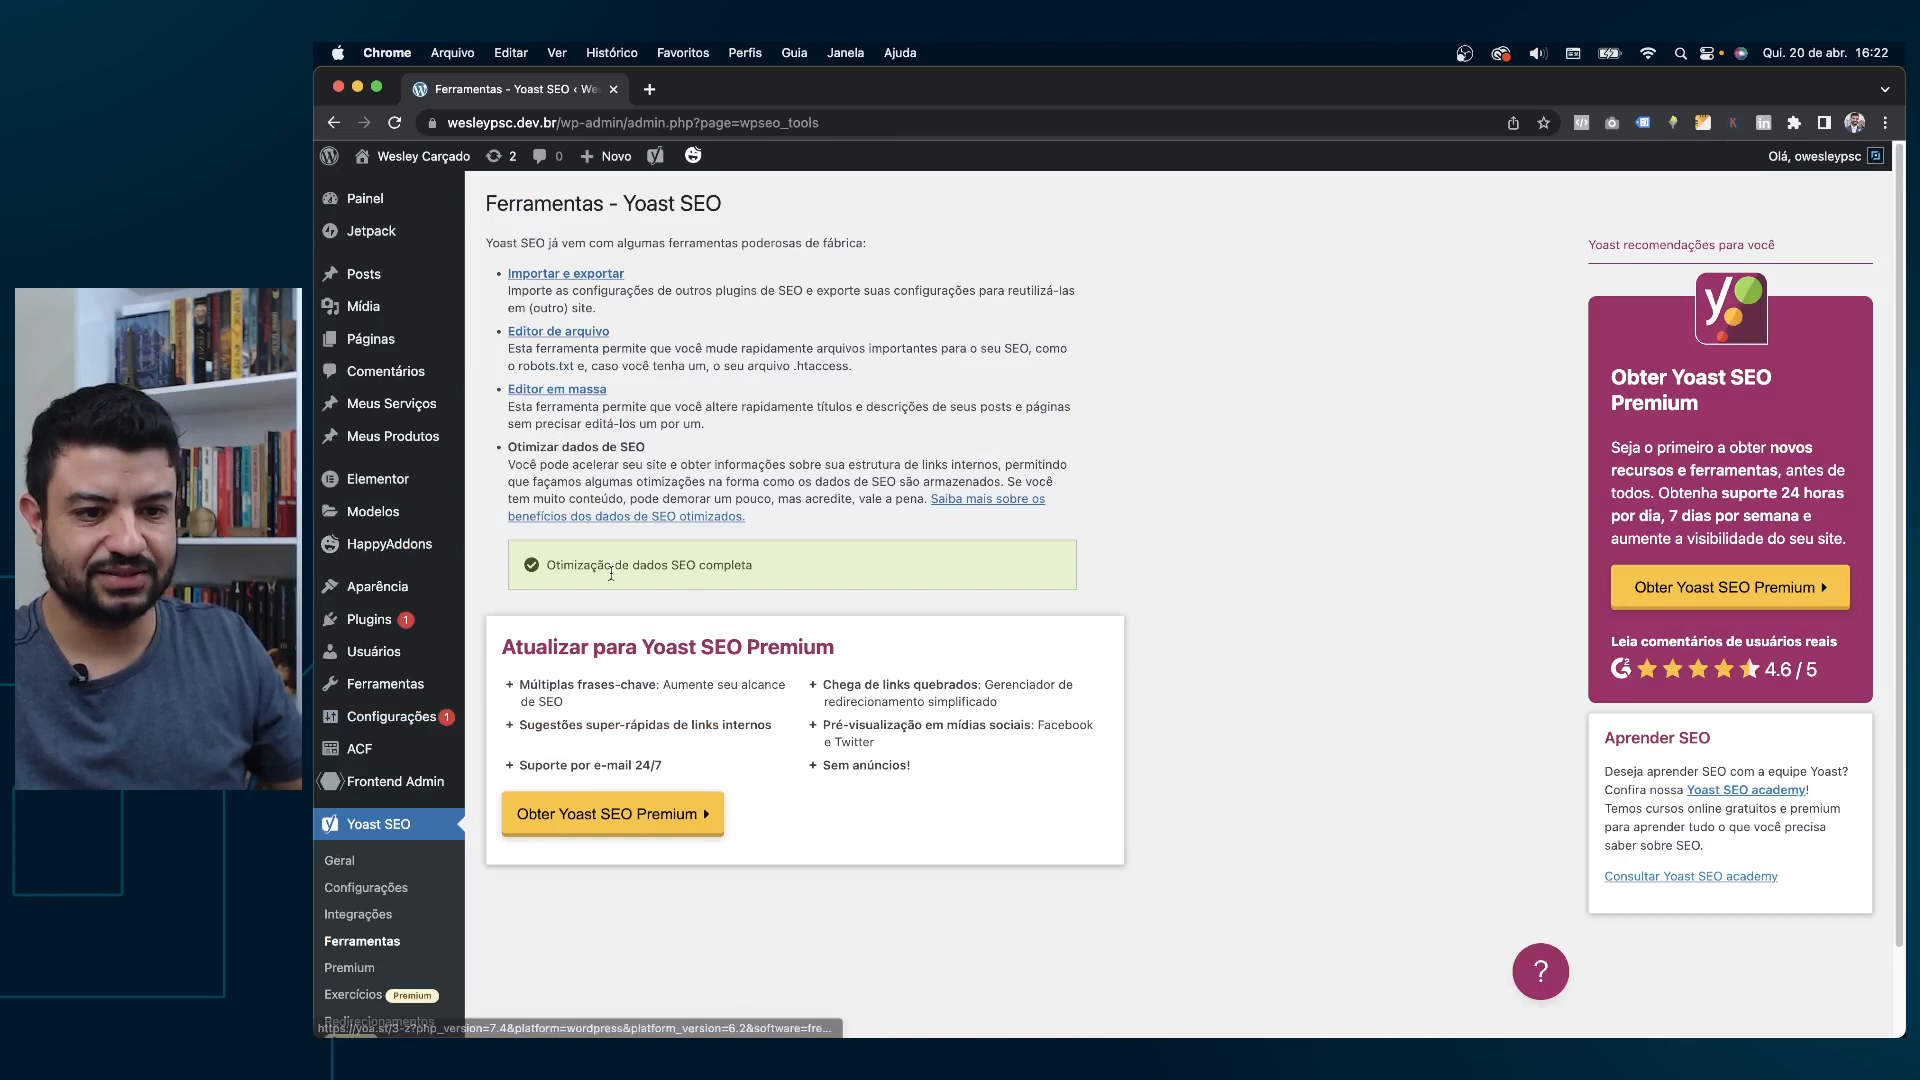 Chrome Arquivo Editar Ver Histórico Favoritos Perfis Guia Janela Ajuda
Qui. 20 de abr. 16:22
Ferramentas - Yoast SEO ‹ Wes
wesleypsc.dev.br/wp-admin/admin.php?page=wpseo_tools
Wesley Carçado 2 0 Novo
Olá, owesleypsc
Painel
Jetpack
Posts
Mídia
Páginas
Comentários
Meus Serviços
Meus Produtos
Elementor
Modelos
HappyAddons
Aparência
Plugins 1
Usuários
Ferramentas
Configurações 1
ACF
Frontend Admin
Yoast SEO
Geral
Configurações
Integrações
Ferramentas
Premium
Exercícios Premium
Redirecionamentos
https://yoa.st/3-z?php_version=7.4&platform=wordpress&platform_version=6.2&software=fre...
Ferramentas - Yoast SEO
Yoast SEO já vem com algumas ferramentas poderosas de fábrica:
• Importar e exportar
Importe as configurações de outros plugins de SEO e exporte suas configurações para reutilizá-las
em (outro) site.
• Editor de arquivo
Esta ferramenta permite que você mude rapidamente arquivos importantes para o seu SEO, como
o robots.txt e, caso você tenha um, o seu arquivo .htaccess.
• Editor em massa
Esta ferramenta permite que você altere rapidamente títulos e descrições de seus posts e páginas
sem precisar editá-los um por um.
• Otimizar dados de SEO
Você pode acelerar seu site e obter informações sobre sua estrutura de links internos, permitindo
que façamos algumas otimizações na forma como os dados de SEO são armazenados. Se você
tem muito conteúdo, pode demorar um pouco, mas acredite, vale a pena. Saiba mais sobre os
benefícios dos dados de SEO otimizados.
Otimização de dados SEO completa
Atualizar para Yoast SEO Premium
+ Múltiplas frases-chave: Aumente seu alcance
de SEO
+ Sugestões super-rápidas de links internos
+ Suporte por e-mail 24/7
+ Chega de links quebrados: Gerenciador de
redirecionamento simplificado
+ Pré-visualização em mídias sociais: Facebook
e Twitter
+ Sem anúncios!
Obter Yoast SEO Premium
Yoast recomendações para você
Obter Yoast SEO
Premium
Seja o primeiro a obter novos
recursos e ferramentas, antes de
todos. Obtenha suporte 24 horas
por dia, 7 dias por semana e
aumente a visibilidade do seu site.
Obter Yoast SEO Premium
Leia comentários de usuários reais
4.6 / 5
Aprender SEO
Deseja aprender SEO com a equipe Yoast?
Confira nossa Yoast SEO academy!
Temos cursos online gratuitos e premium
para aprender tudo o que você precisa
saber sobre SEO.
Consultar Yoast SEO academy
?